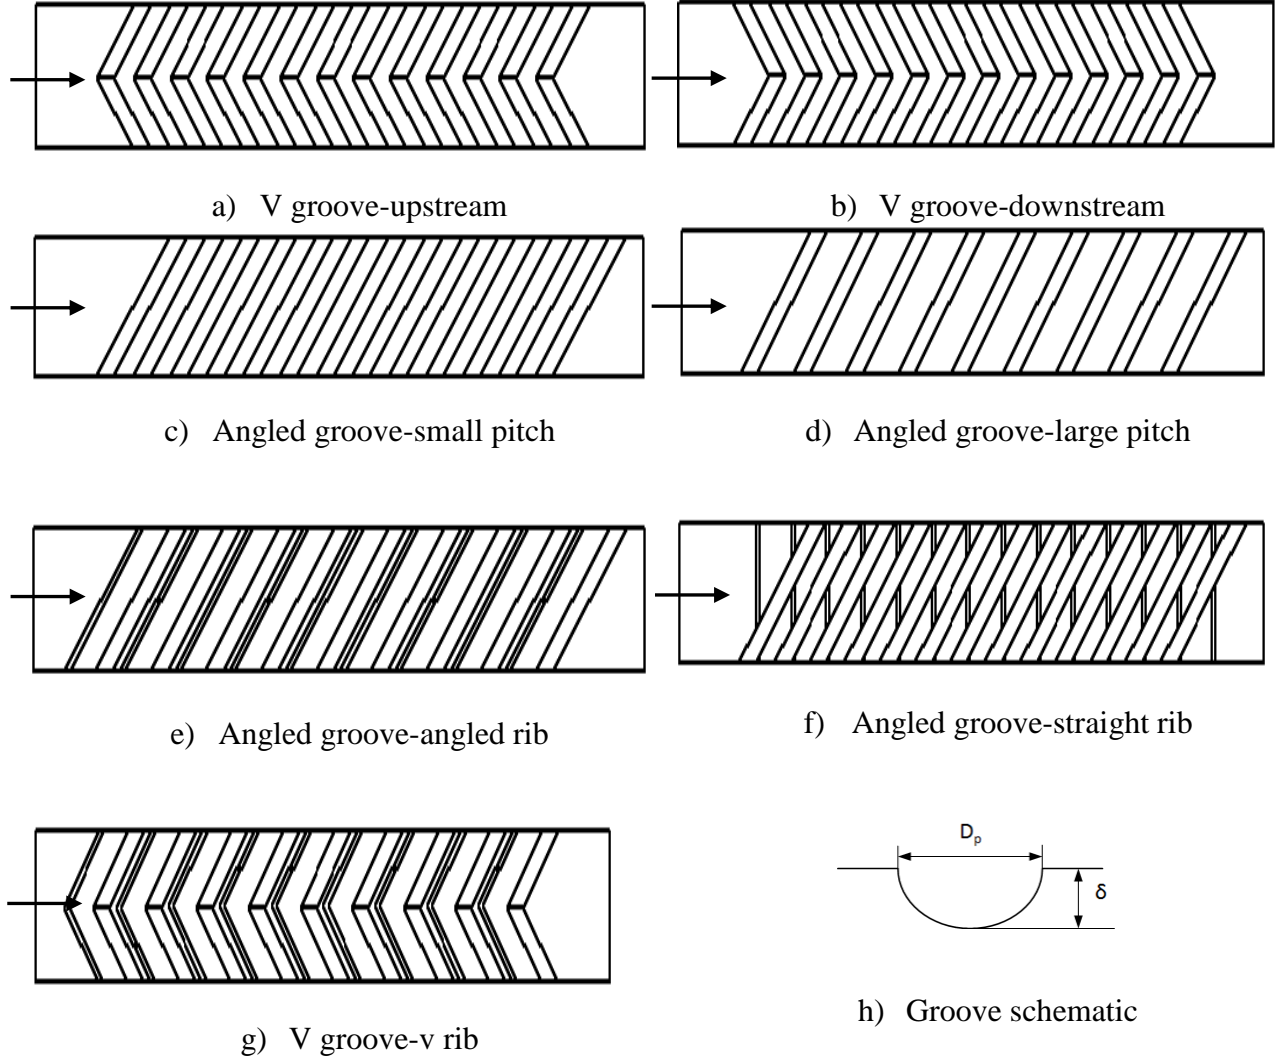 a) V groove-upstream
b) V groove-downstream
c) Angled groove-small pitch
d) Angled groove-large pitch
e) Angled groove-angled rib
f) Angled groove-straight rib
g) V groove-v rib
Dp
δ
h) Groove schematic